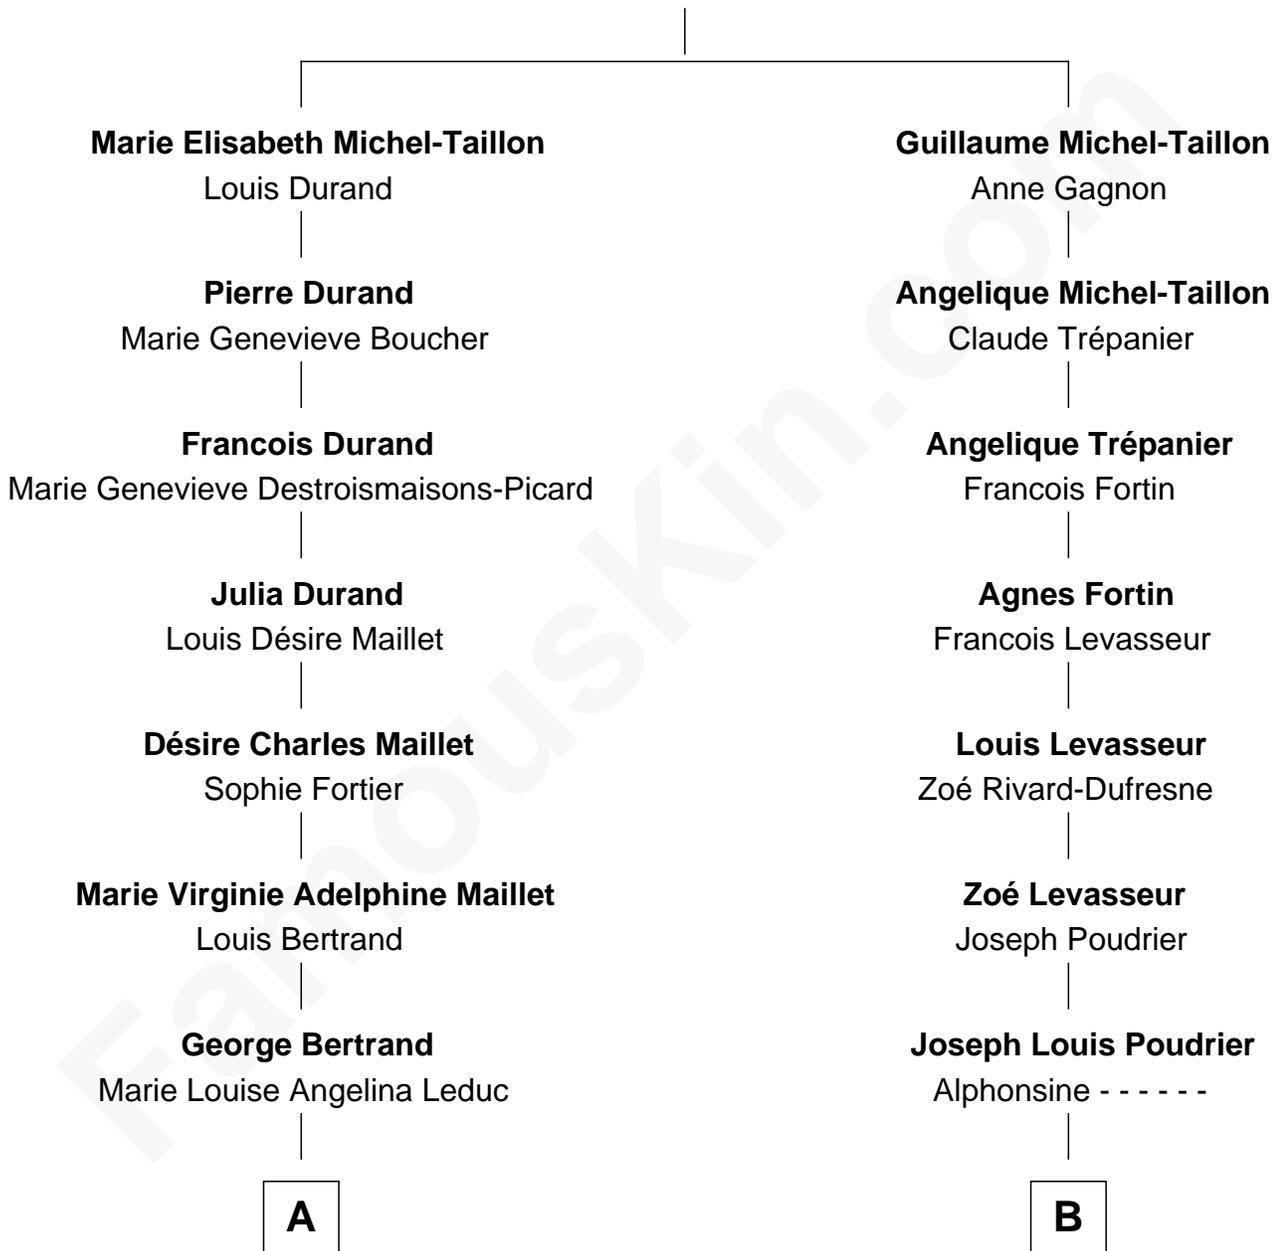 Marie Elisabeth Michel-Taillon
Louis Durand
Pierre Durand
Marie Genevieve Boucher
Francois Durand
Marie Genevieve Destroismaisons-Picard
Julia Durand
Louis Désire Maillet
Désire Charles Maillet
Sophie Fortier
Marie Virginie Adelphine Maillet
Louis Bertrand
George Bertrand
Marie Louise Angelina Leduc
A
Guillaume Michel-Taillon
Anne Gagnon
Angelique Michel-Taillon
Claude Trépanier
Angelique Trépanier
Francois Fortin
Agnes Fortin
Francois Levasseur
Louis Levasseur
Zoé Rivard-Dufresne
Zoé Levasseur
Joseph Poudrier
Joseph Louis Poudrier
Alphonsine - - - - - -
B
FamousKin.com